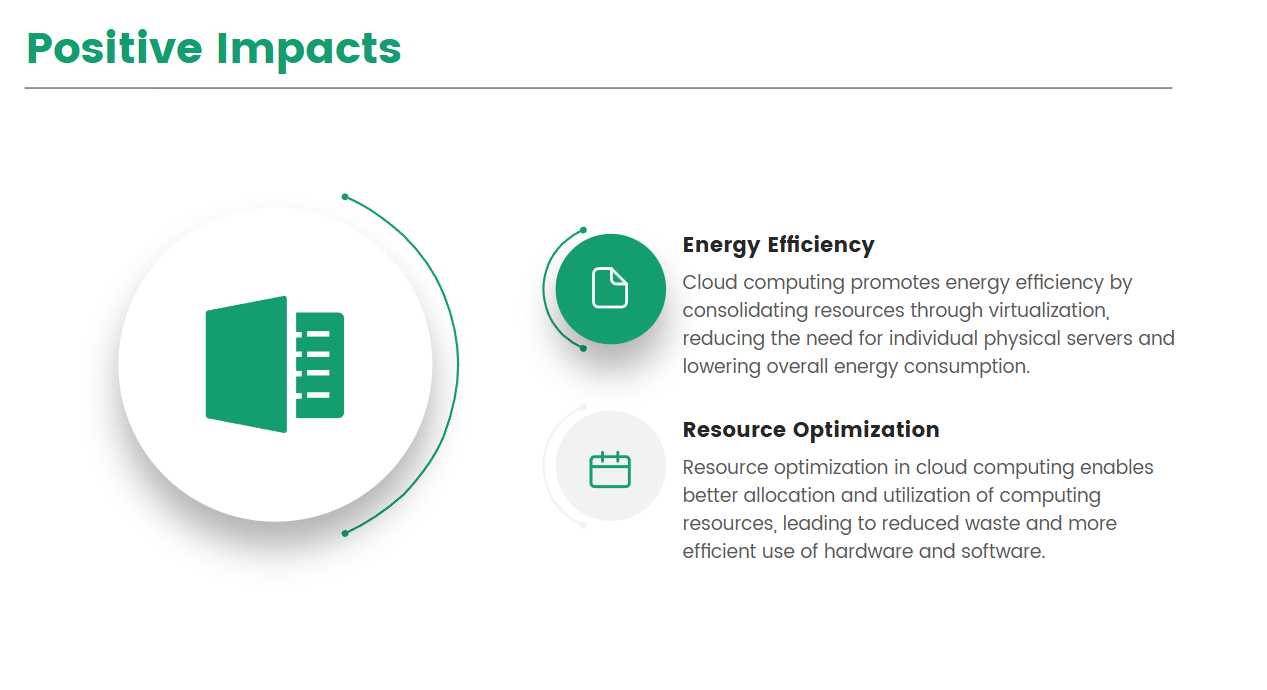 Positive Impacts
Energy Efficiency
Cloud computing promotes energy efficiency by
consolidating resources through virtualization,
reducing the need for individual physical servers and
lowering overall energy consumption.
Resource Optimization
Resource optimization in cloud computing enables
better allocation and utilization of computing
resources, leading to reduced waste and more
efficient use of hardware and software.